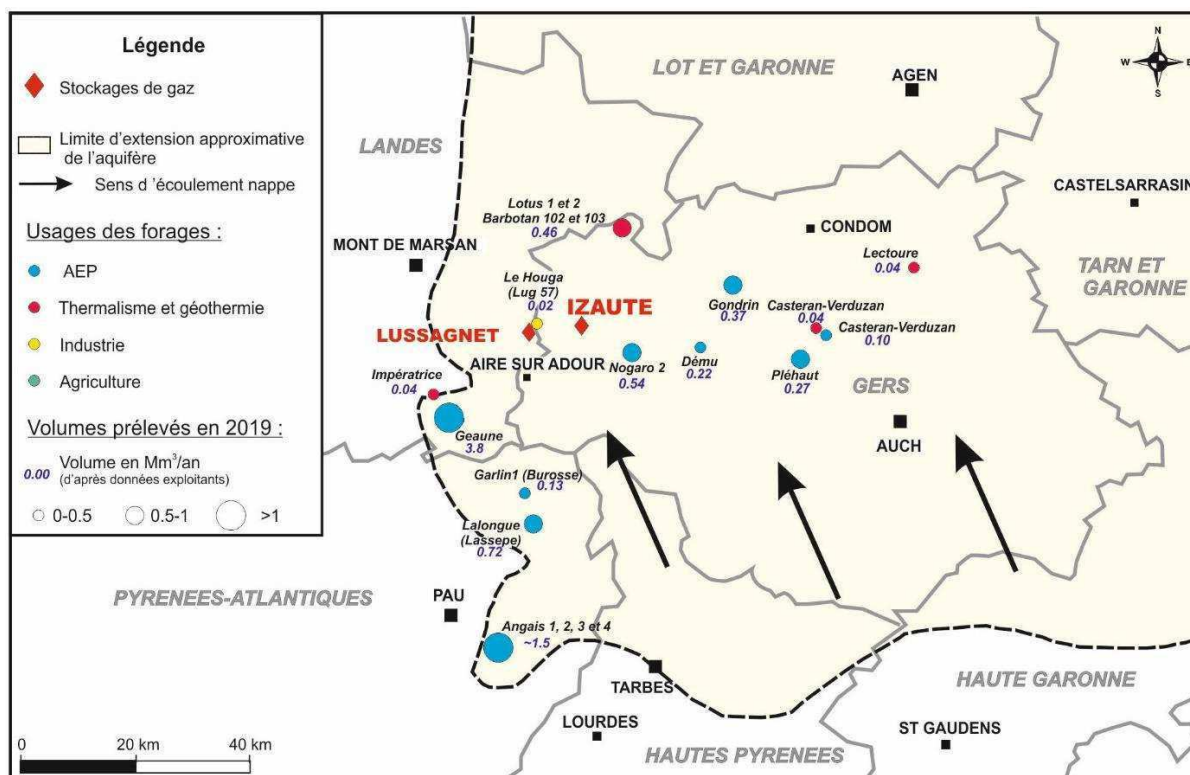 Légende
Stockages de gaz
Limite d'extension approximative
de l'aquifère
Sens d 'écoulement nappe
Usages des forages :
AEP
Thermalisme et géothermie
Industrie
Agriculture
Volumes prélevés en 2019 :
0.00
Volume en Mm³/an
(d'après données exploitants)
0-0.5
0.5-1
>1
0
20 km
40 km
N
W
E
S
LOT ET GARONNE
AGEN
LANDES
CASTELSARRASIN
Lotus 1 et 2
Barbotan 102 et 103
0.46
CONDOM
MONT DE MARSAN
Lectoure
0.04
TARN ET
GARONNE
Le Houga
(Lug 57)
0.02
IZAUTE
Gondrin
0.37
Casteran-Verduzan
0.04
Casteran-Verduzan
0.10
LUSSAGNET
AIRE SUR ADOUR
Nogaro 2
0.54
Dému
0.22
Pléhaut
0.27
Impératrice
0.04
GERS
Geaune
3.8
AUCH
Garlin1 (Burosse)
0.13
Lalongue
(Lassepe)
0.72
PYRENEES-ATLANTIQUES
PAU
Angais 1, 2, 3 et 4
~1.5
TARBES
HAUTE GARONNE
LOURDES
ST GAUDENS
HAUTES PYRENEES